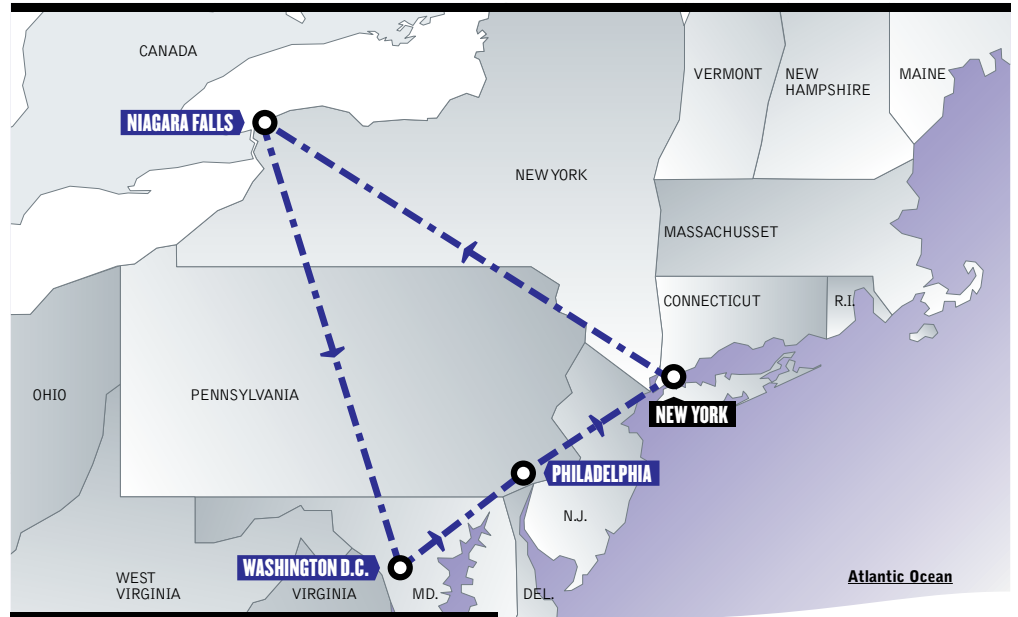 CANADA
VERMONT
NEW
HAMPSHIRE
MAINE
NIAGARA FALLS
NEW YORK
MASSACHUSSET
CONNECTICUT
R.I.
OHIO
PENNSYLVANIA
NEW YORK
PHILADELPHIA
N.J.
WASHINGTON D.C.
WEST
VIRGINIA
VIRGINIA
MD.
DEL.
Atlantic Ocean